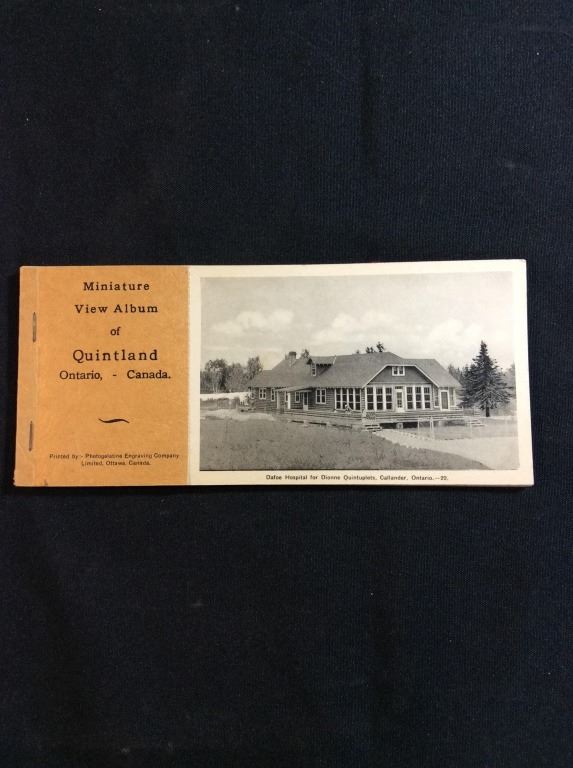 Miniature
View Album
of
Quintland
Ontario, - Canada.
Printed by:- Photogelatine Engraving Company
Limited, Ottawa, Canada.
Dafoe Hospital for Dionne Quintuplets, Callander, Ontario.—20.